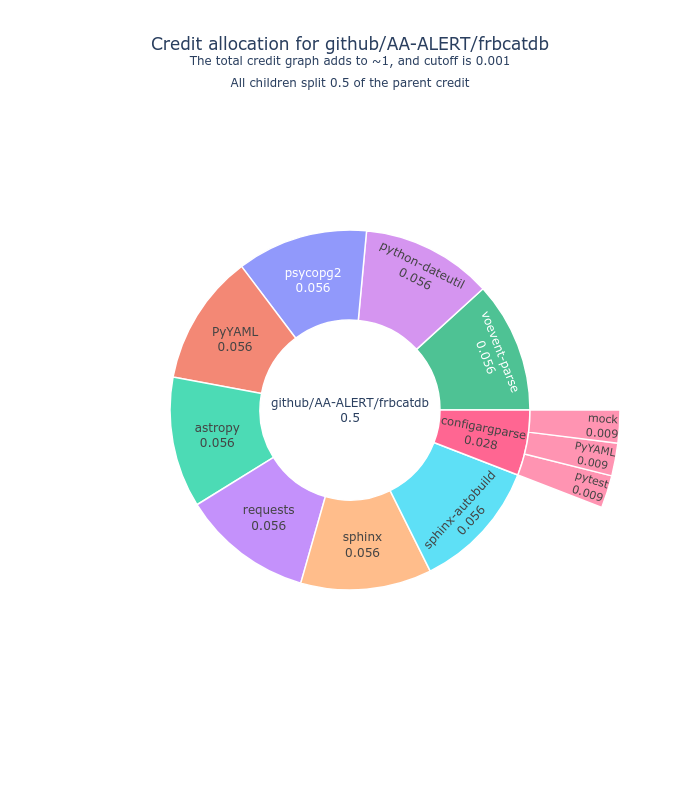 Credit allocation for github/AA-ALERT/frbcatdb
The total credit graph adds to ~1, and cutoff is 0.001
All children split 0.5 of the parent credit
psycopg2
0.056
python-dateutil
0.056
voevent-parse
0.056
PyYAML
0.056
astropy
0.056
requests
0.056
sphinx
0.056
sphinx-autobuild
0.056
configargparse
0.028
mock
0.009
PyYAML
0.009
pytest
0.009
github/AA-ALERT/frbcatdb
0.5